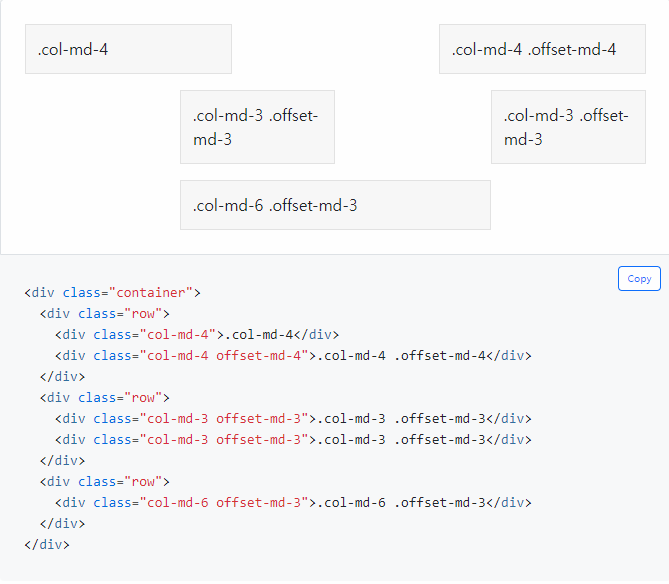 .col-md-4
.col-md-4 .offset-md-4
.col-md-3 .offset-
md-3
.col-md-3 .offset-
md-3
.col-md-6 .offset-md-3
Copy
<div class="container">
  <div class="row">
    <div class="col-md-4">.col-md-4</div>
    <div class="col-md-4 offset-md-4">.col-md-4 .offset-md-4</div>
  </div>
  <div class="row">
    <div class="col-md-3 offset-md-3">.col-md-3 .offset-md-3</div>
    <div class="col-md-3 offset-md-3">.col-md-3 .offset-md-3</div>
  </div>
  <div class="row">
    <div class="col-md-6 offset-md-3">.col-md-6 .offset-md-3</div>
  </div>
</div>